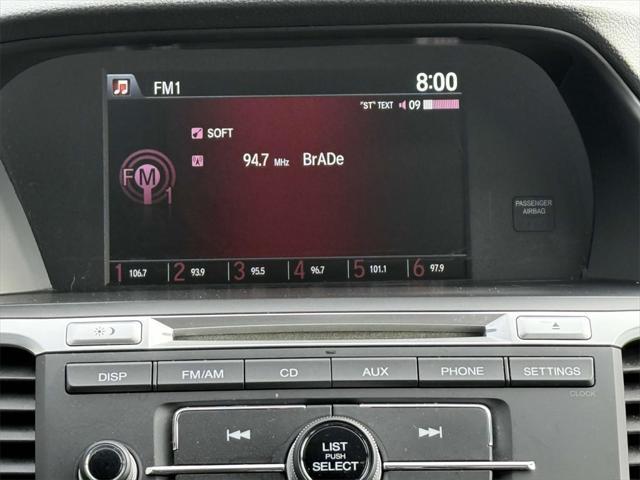 FM1 8:00
"ST" TEXT 09
SOFT
94.7 MHz BrADe
FM1
1 106.7 2 93.9 3 95.5 4 96.7 5 101.1 6 97.9
PASSENGER
AIRBAG
DISP FM/AM CD AUX PHONE SETTINGS
CLOCK
LIST
PUSH
SELECT